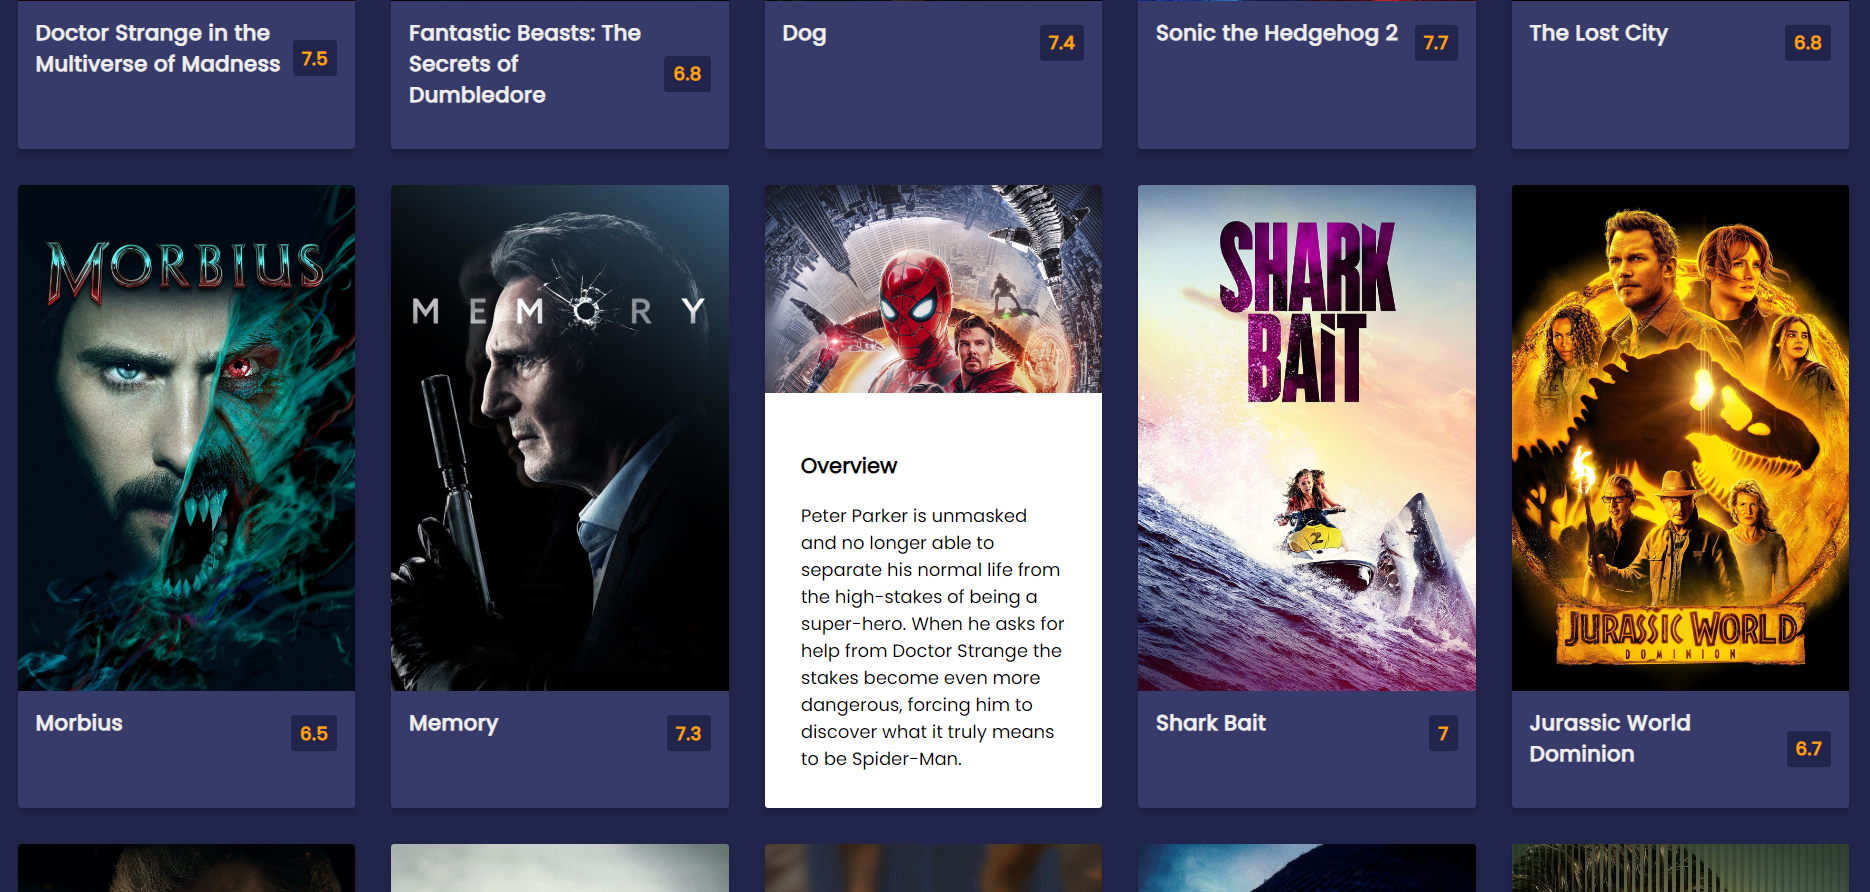 Doctor Strange in the
Multiverse of Madness
7.5
Fantastic Beasts: The
Secrets of
Dumbledore
6.8
Dog
7.4
Sonic the Hedgehog 2
7.7
The Lost City
6.8
MORBIUS
Morbius
6.5
MEMORY
Memory
7.3
Overview
Peter Parker is unmasked
and no longer able to
separate his normal life from
the high-stakes of being a
super-hero. When he asks for
help from Doctor Strange the
stakes become even more
dangerous, forcing him to
discover what it truly means
to be Spider-Man.
SHARK
BAiT
2
Shark Bait
7
JURASSIC WORLD
DOMINION
Jurassic World
Dominion
6.7